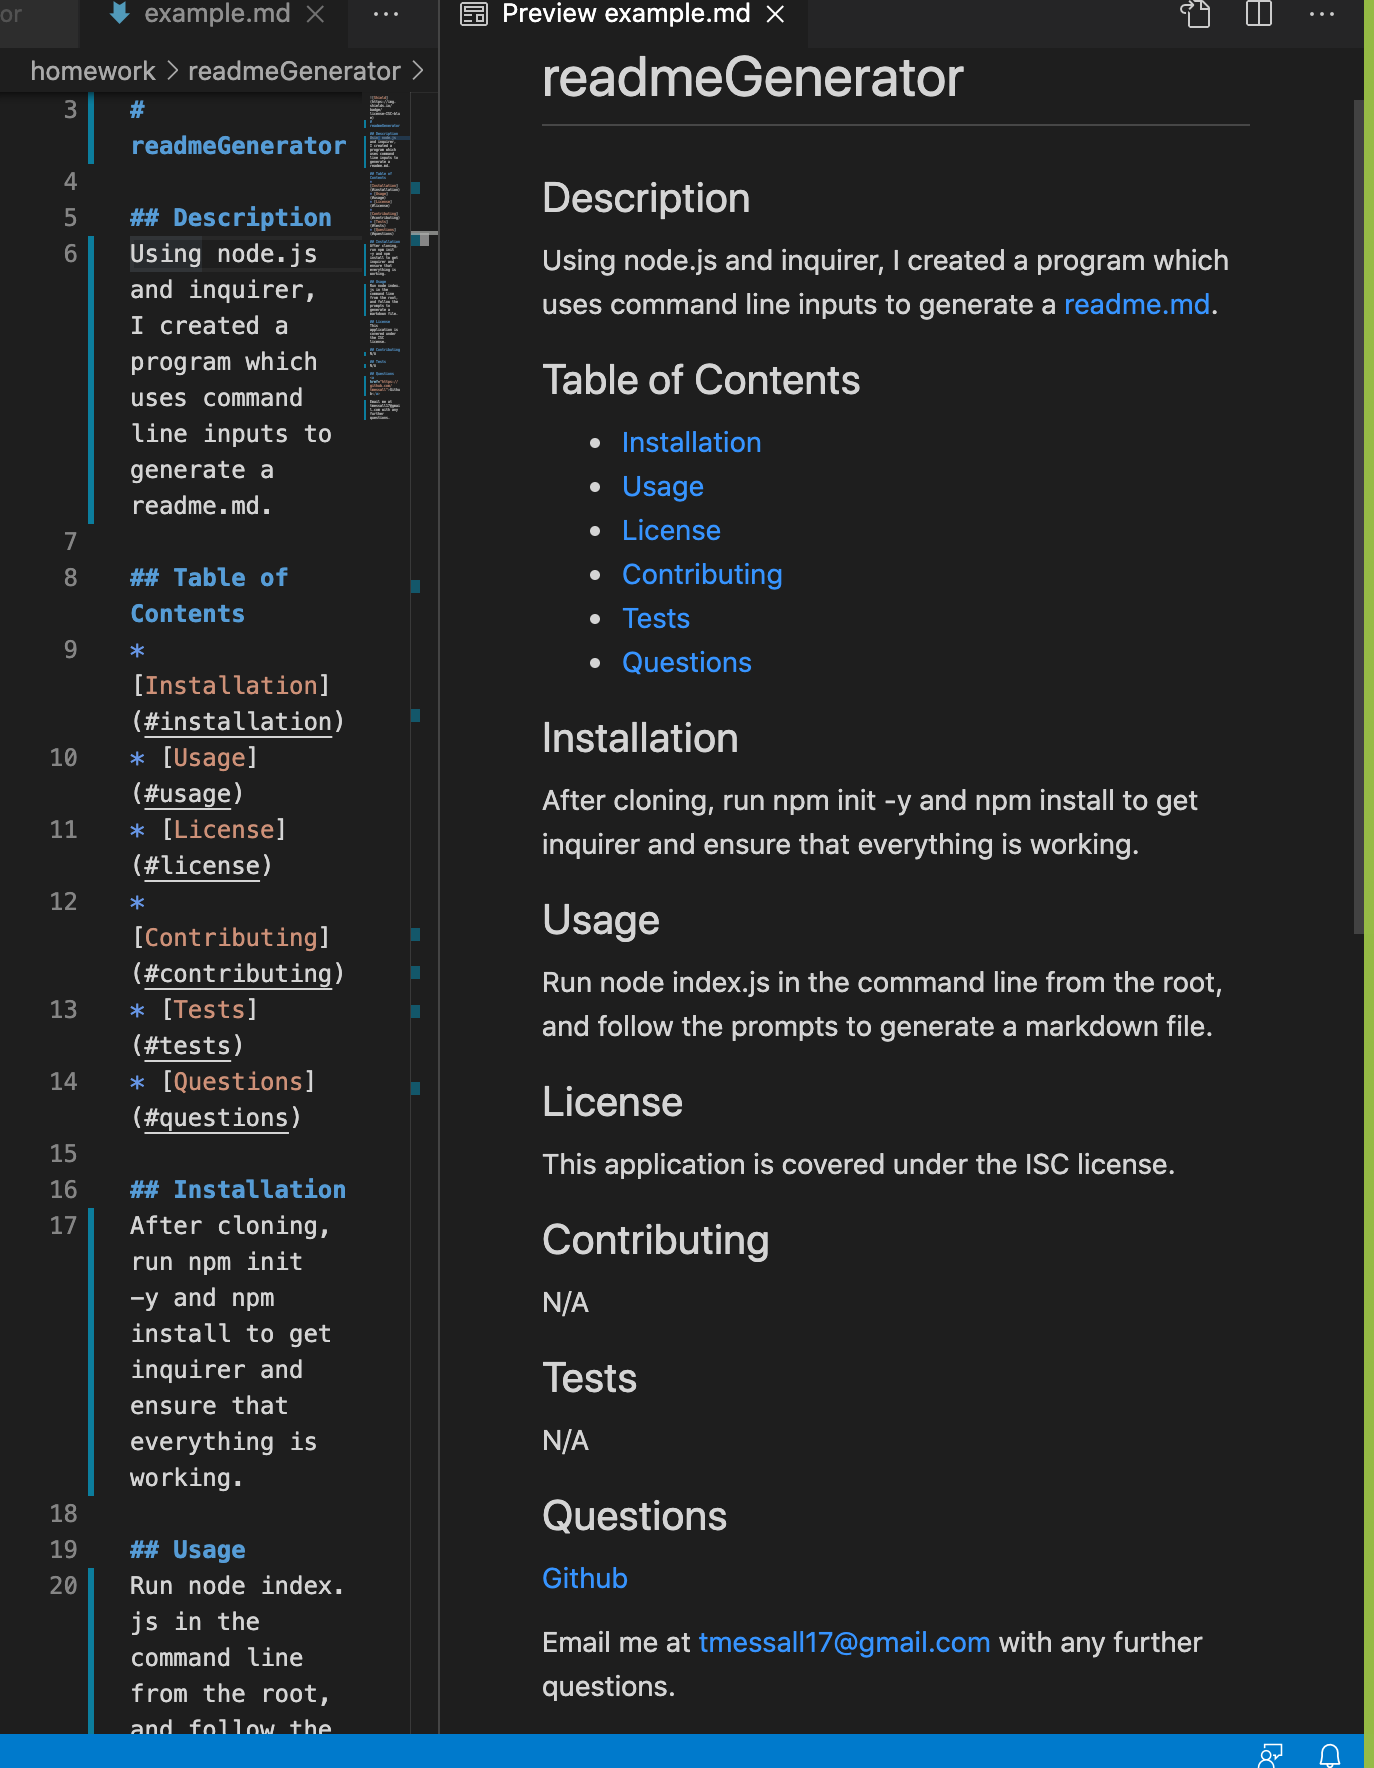 or
example.md
Preview example.md
homework > readmeGenerator >
3 #
readmeGenerator
4
5 ## Description
6 Using node.js
and inquirer,
I created a
program which
uses command
line inputs to
generate a
readme.md.
7
8 ## Table of
Contents
9 *
[Installation]
(#installation)
10 * [Usage]
(#usage)
11 * [License]
(#license)
12 *
[Contributing]
(#contributing)
13 * [Tests]
(#tests)
14 * [Questions]
(#questions)
15
16 ## Installation
17 After cloning,
run npm init
-y and npm
install to get
inquirer and
ensure that
everything is
working.
18
19 ## Usage
20 Run node index.
js in the
command line
from the root,
and follow the
readmeGenerator
Description
Using node.js and inquirer, I created a program which
uses command line inputs to generate a readme.md.
Table of Contents
• Installation
• Usage
• License
• Contributing
• Tests
• Questions
Installation
After cloning, run npm init -y and npm install to get
inquirer and ensure that everything is working.
Usage
Run node index.js in the command line from the root,
and follow the prompts to generate a markdown file.
License
This application is covered under the ISC license.
Contributing
N/A
Tests
N/A
Questions
Github
Email me at tmessall17@gmail.com with any further
questions.